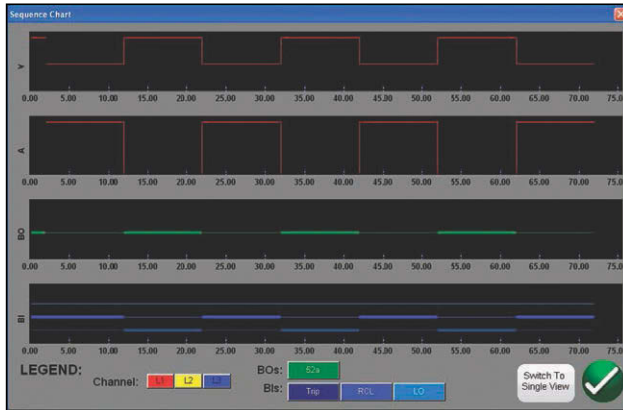 Sequence Chart
V
0.00 5.00 10.00 15.00 20.00 25.00 30.00 35.00 40.00 45.00 50.00 55.00 60.00 65.00 70.00 75.0
A
0.00 5.00 10.00 15.00 20.00 25.00 30.00 35.00 40.00 45.00 50.00 55.00 60.00 65.00 70.00 75.0
BO
0.00 5.00 10.00 15.00 20.00 25.00 30.00 35.00 40.00 45.00 50.00 55.00 60.00 65.00 70.00 75.0
BI
0.00 5.00 10.00 15.00 20.00 25.00 30.00 35.00 40.00 45.00 50.00 55.00 60.00 65.00 70.00 75.0
LEGEND:
Channel: L1 L2 L3
BOs: 52a
BIs: Trip RCL LO
Switch To
Single View